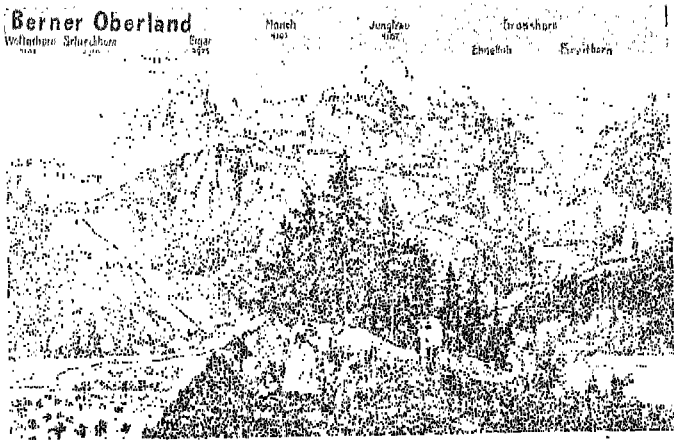 Berner Oberland
Mönch
Jungfrau
Grosshorn
Wetterhorn Schreckhorn
Eiger
Ebnefluh
Breithorn